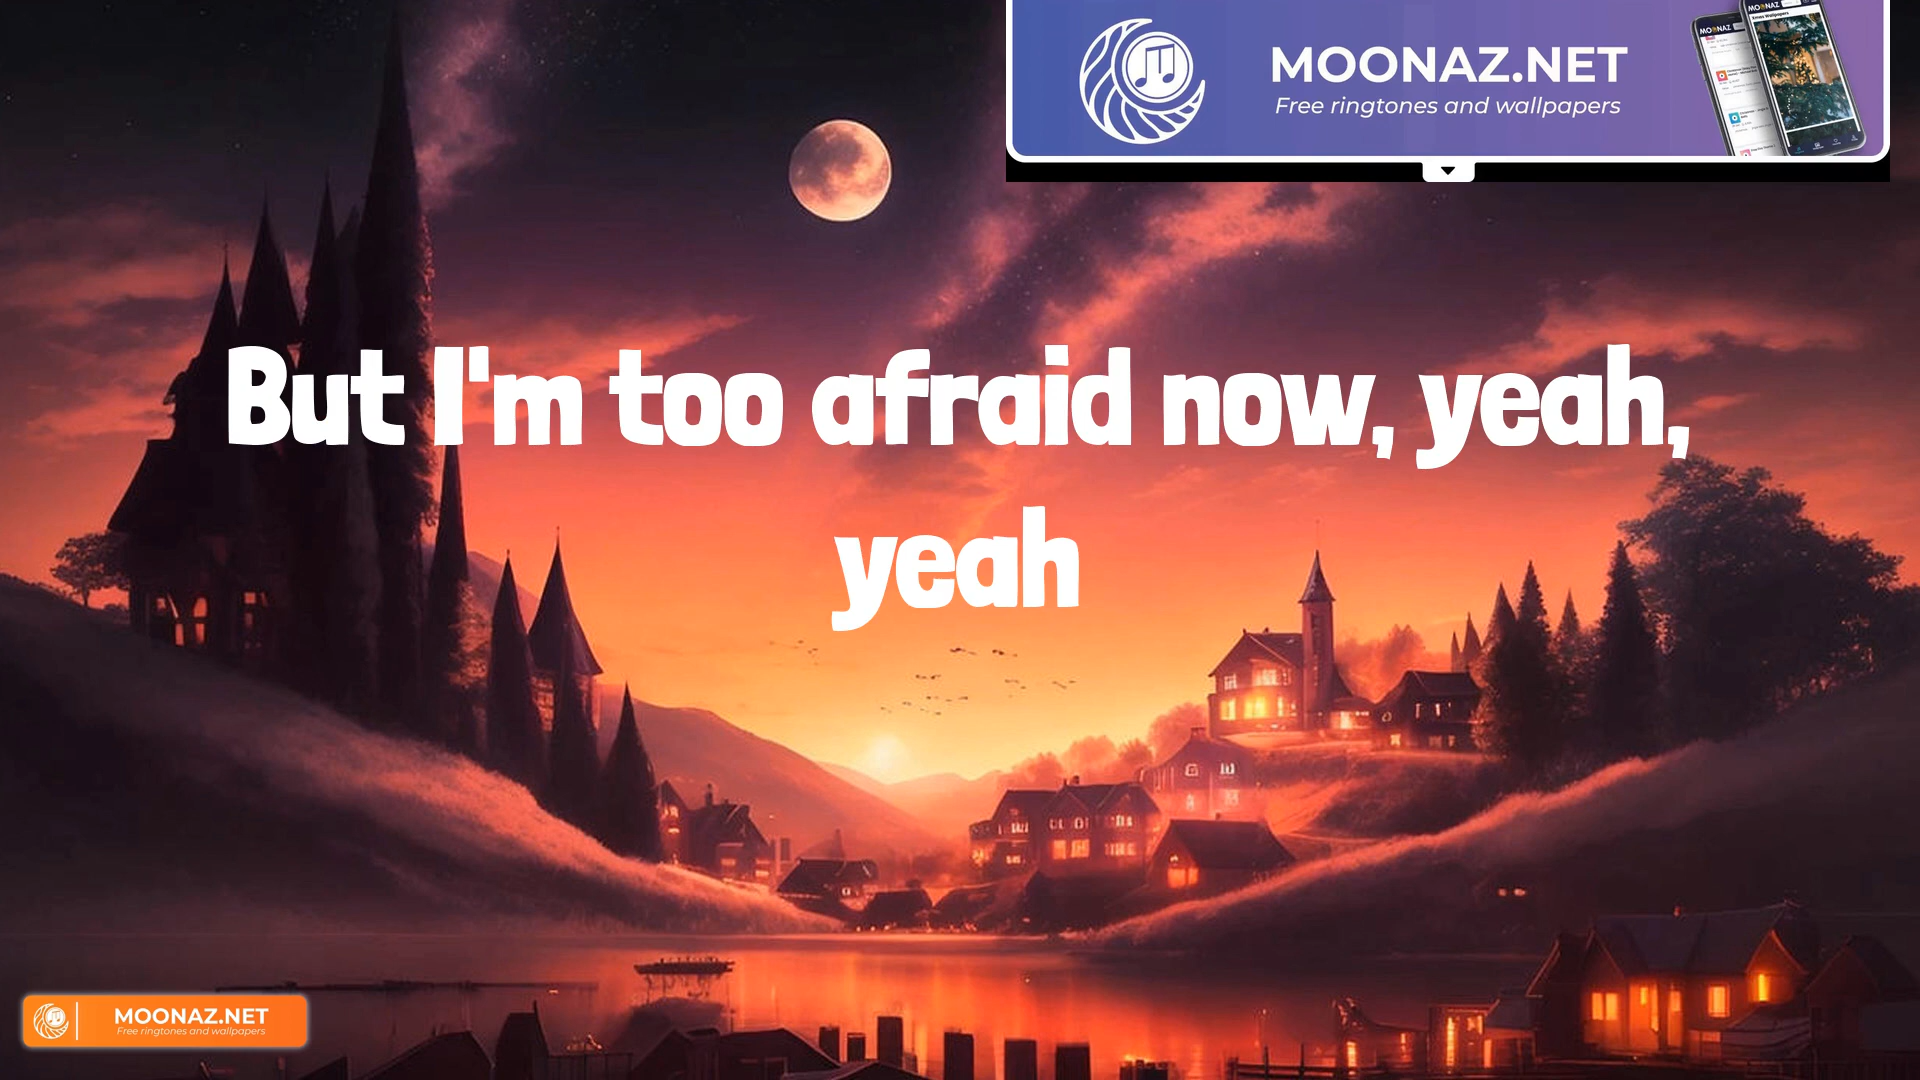 MOONAZ.NET
Free ringtones and wallpapers
But I'm too afraid now, yeah,
yeah
MOONAZ.NET
Free ringtones and wallpapers